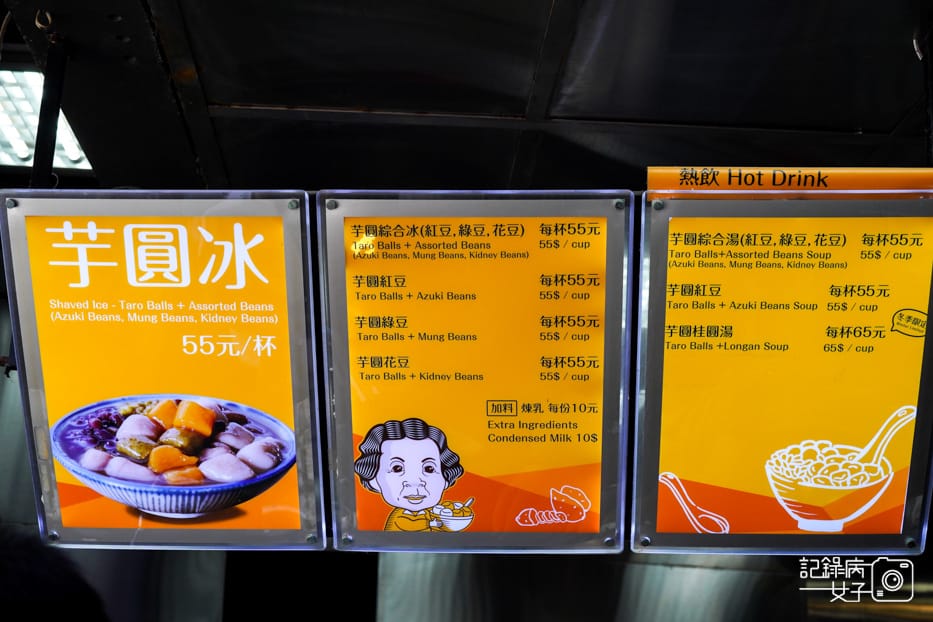 芋圓冰
Shaved Ice - Taro Balls + Assorted Beans
(Azuki Beans, Mung Beans, Kidney Beans)
55元/杯
芋圓綜合冰(紅豆, 綠豆, 花豆) 每杯55元
Taro Balls + Assorted Beans 55$ / cup
(Azuki Beans, Mung Beans, Kidney Beans)
芋圓紅豆 每杯55元
Taro Balls + Azuki Beans 55$ / cup
芋圓綠豆 每杯55元
Taro Balls + Mung Beans 55$ / cup
芋圓花豆 每杯55元
Taro Balls + Kidney Beans 55$ / cup
加料 煉乳 每份10元
Extra Ingredients
Condensed Milk 10$
熱飲 Hot Drink
芋圓綜合湯(紅豆, 綠豆, 花豆) 每杯55元
Taro Balls+Assorted Beans Soup 55$ / cup
(Azuki Beans, Mung Beans, Kidney Beans)
芋圓紅豆 每杯55元
Taro Balls + Azuki Beans Soup 55$ / cup
冬季限定
Winter Limited
芋圓桂圓湯 每杯65元
Taro Balls +Longan Soup 65$ / cup
記錄病
女子